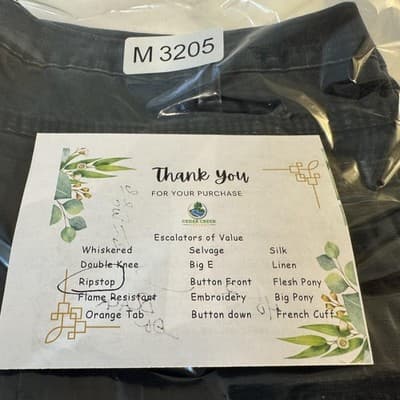 M 3205
Thank You
FOR YOUR PURCHASE
CEDAR CREEK
Escalators of Value
Whiskered Selvage Silk
Double Knee Big E Linen
Ripstop Button Front Flesh Pony
Flame Resistant Embroidery Big Pony
Orange Tab Button down French Cuff